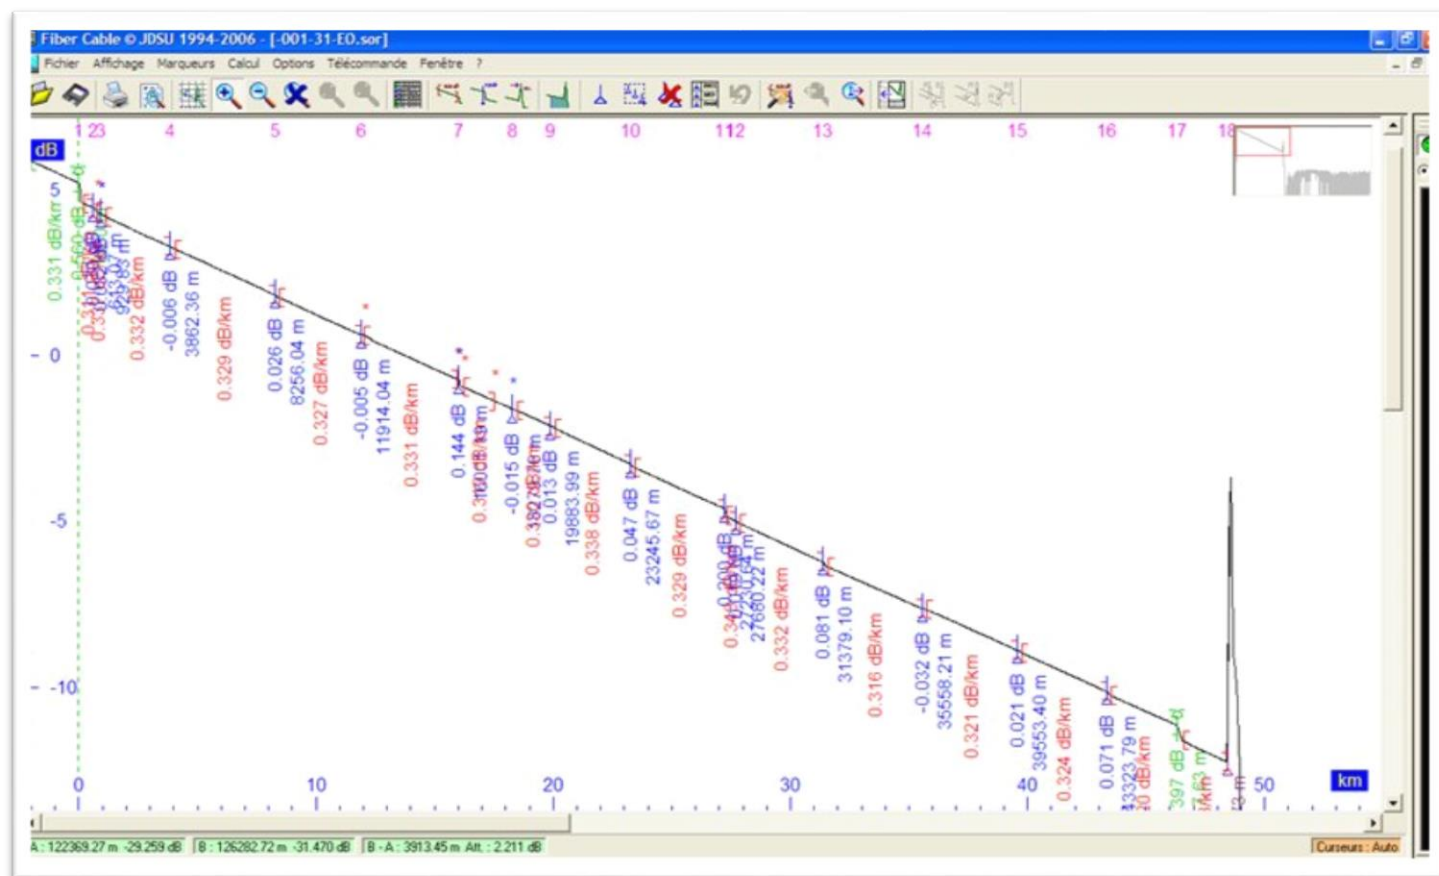 Fiber Cable © JDSU 1994-2006 - [-001-31-EO.sor]
Fichier Affichage Marqueurs Calcul Options Télécommande Fenêtre ?
1 2 3 4 5 6 7 8 9 10 11 12 13 14 15 16 17 18
dB
5
0
-5
-10
0.331 dB/km
0.332 dB/km
-0.006 dB
3862.36 m
0.329 dB/km
0.026 dB
8256.04 m
0.327 dB/km
-0.005 dB
11914.04 m
0.331 dB/km
0.144 dB
-0.015 dB
0.013 dB
19883.99 m
0.338 dB/km
0.047 dB
23245.67 m
0.329 dB/km
27680.22 m
0.332 dB/km
0.081 dB
31379.10 m
0.316 dB/km
-0.032 dB
35558.21 m
0.321 dB/km
0.021 dB
39553.40 m
0.324 dB/km
0.071 dB
0 10 20 30 40 50 km
A : 122369.27 m -29.259 dB B : 126282.72 m -31.470 dB B - A : 3913.45 m Att. : 2.211 dB Curseurs : Auto